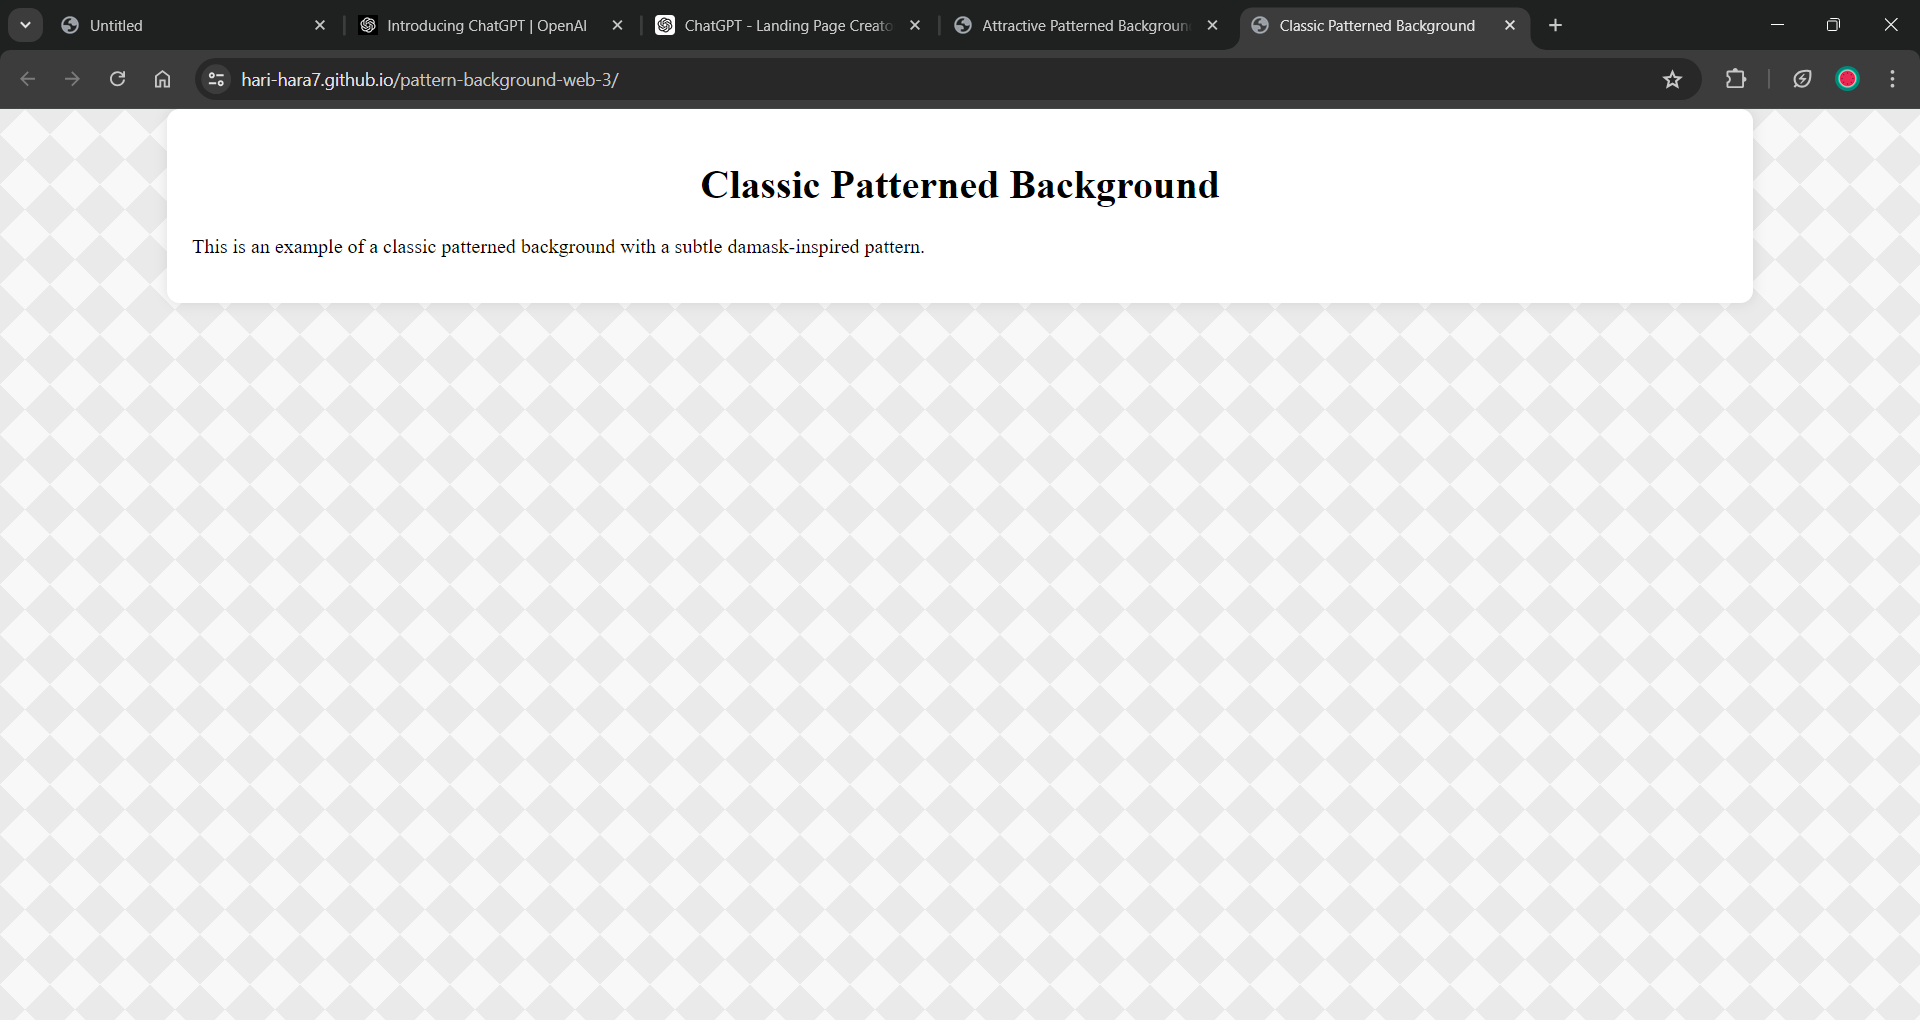 Untitled
Introducing ChatGPT | OpenAI
ChatGPT - Landing Page Creato
Attractive Patterned Backgroun
Classic Patterned Background
hari-hara7.github.io/pattern-background-web-3/
Classic Patterned Background
This is an example of a classic patterned background with a subtle damask-inspired pattern.